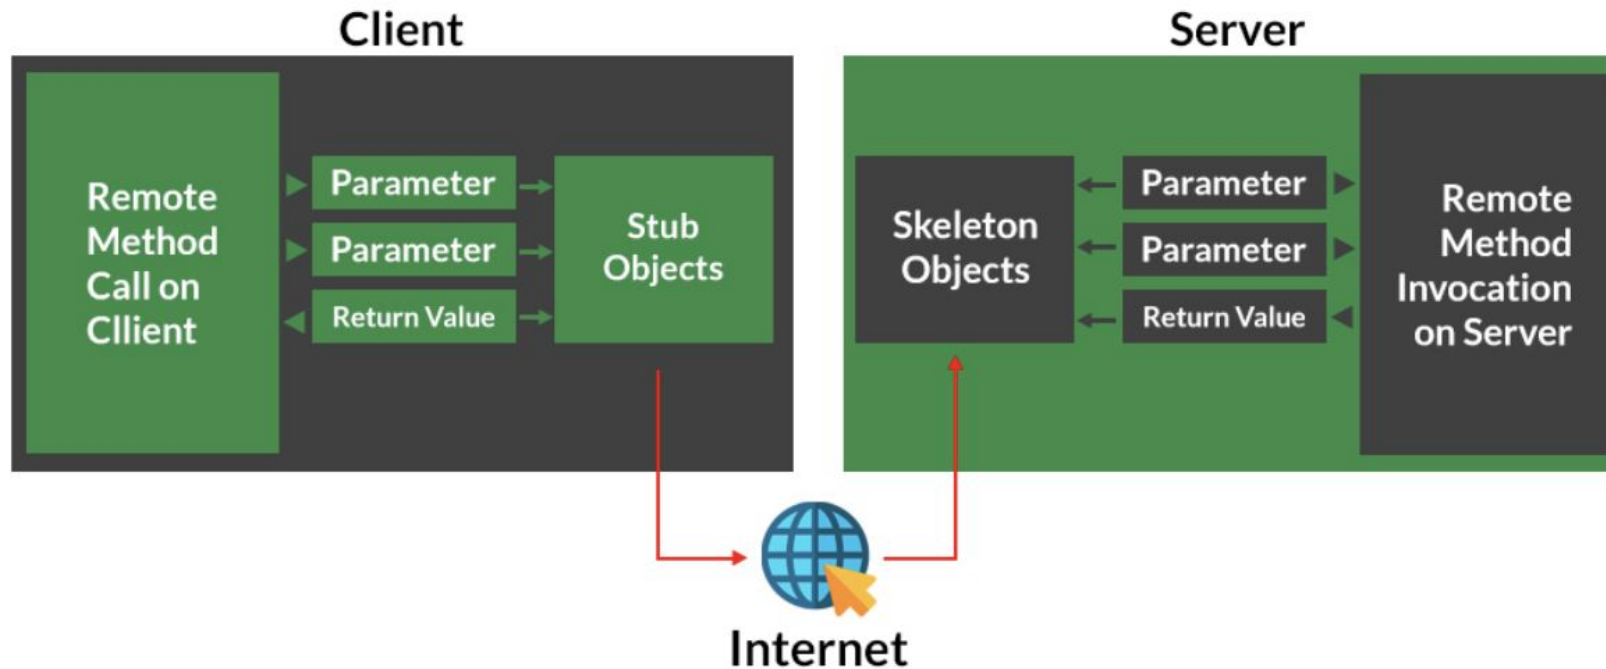 Client
Server
Remote
Method
Call on
Cllient
Parameter
Parameter
Return Value
Stub
Objects
Skeleton
Objects
Parameter
Parameter
Return Value
Remote
Method
Invocation
on Server
Internet